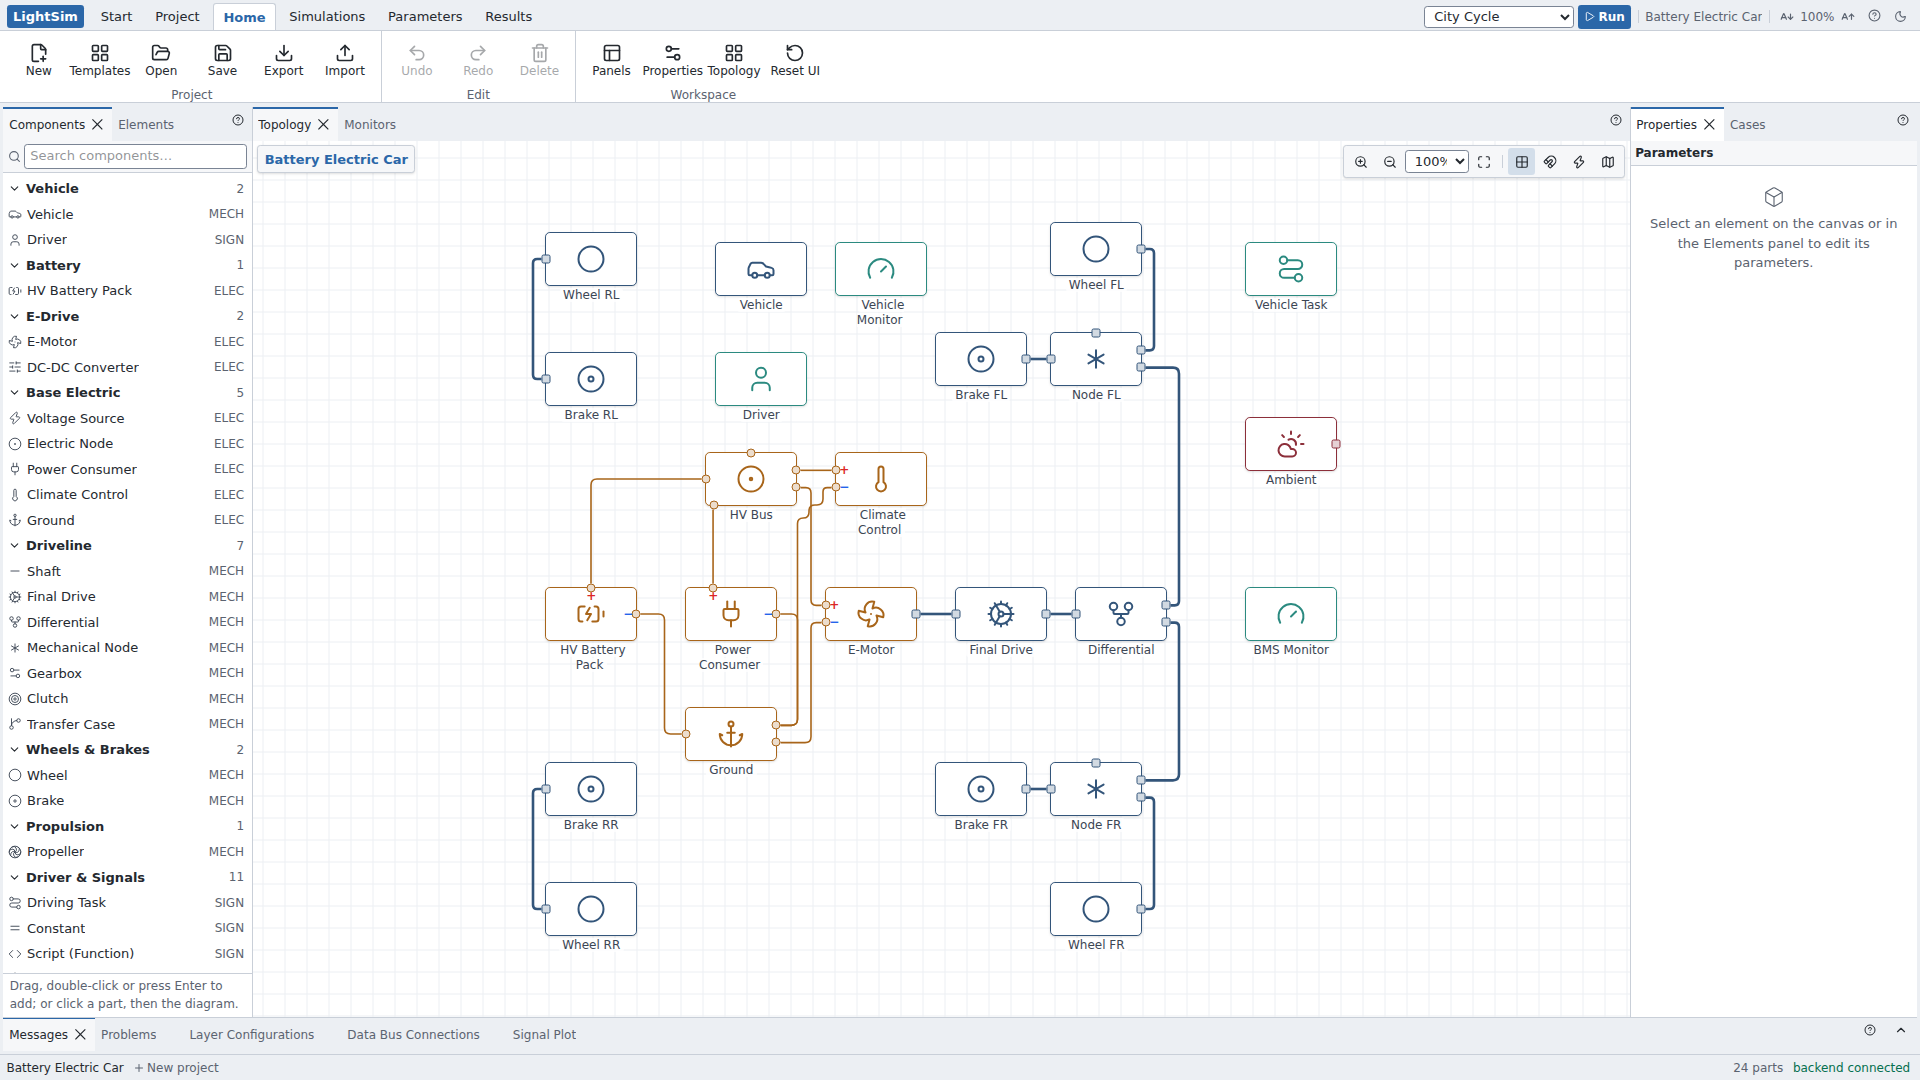 LightSim Start Project Home Simulations Parameters Results City Cycle Run Battery Electric Car 100%
New Templates Open Save Export Import Undo Redo Delete Panels Properties Topology Reset UI
Project Edit Workspace
Components Elements Topology Monitors Properties Cases
Search components...
Battery Electric Car
100%
Parameters
Select an element on the canvas or in
the Elements panel to edit its
parameters.
Vehicle 2
Vehicle MECH
Driver SIGN
Battery 1
HV Battery Pack ELEC
E-Drive 2
E-Motor ELEC
DC-DC Converter ELEC
Base Electric 5
Voltage Source ELEC
Electric Node ELEC
Power Consumer ELEC
Climate Control ELEC
Ground ELEC
Driveline 7
Shaft MECH
Final Drive MECH
Differential MECH
Mechanical Node MECH
Gearbox MECH
Clutch MECH
Transfer Case MECH
Wheels & Brakes 2
Wheel MECH
Brake MECH
Propulsion 1
Propeller MECH
Driver & Signals 11
Driving Task SIGN
Constant SIGN
Script (Function) SIGN
Drag, double-click or press Enter to
add; or click a part, then the diagram.
Wheel RL
Vehicle
Vehicle
Monitor
Wheel FL
Vehicle Task
Brake RL
Driver
Brake FL
Node FL
HV Bus
+
−
Climate
Control
Ambient
+
−
HV Battery
Pack
+
−
Power
Consumer
+
−
E-Motor
Final Drive
Differential
BMS Monitor
Ground
Brake RR
Brake FR
Node FR
Wheel RR
Wheel FR
Messages Problems Layer Configurations Data Bus Connections Signal Plot
Battery Electric Car + New project 24 parts backend connected